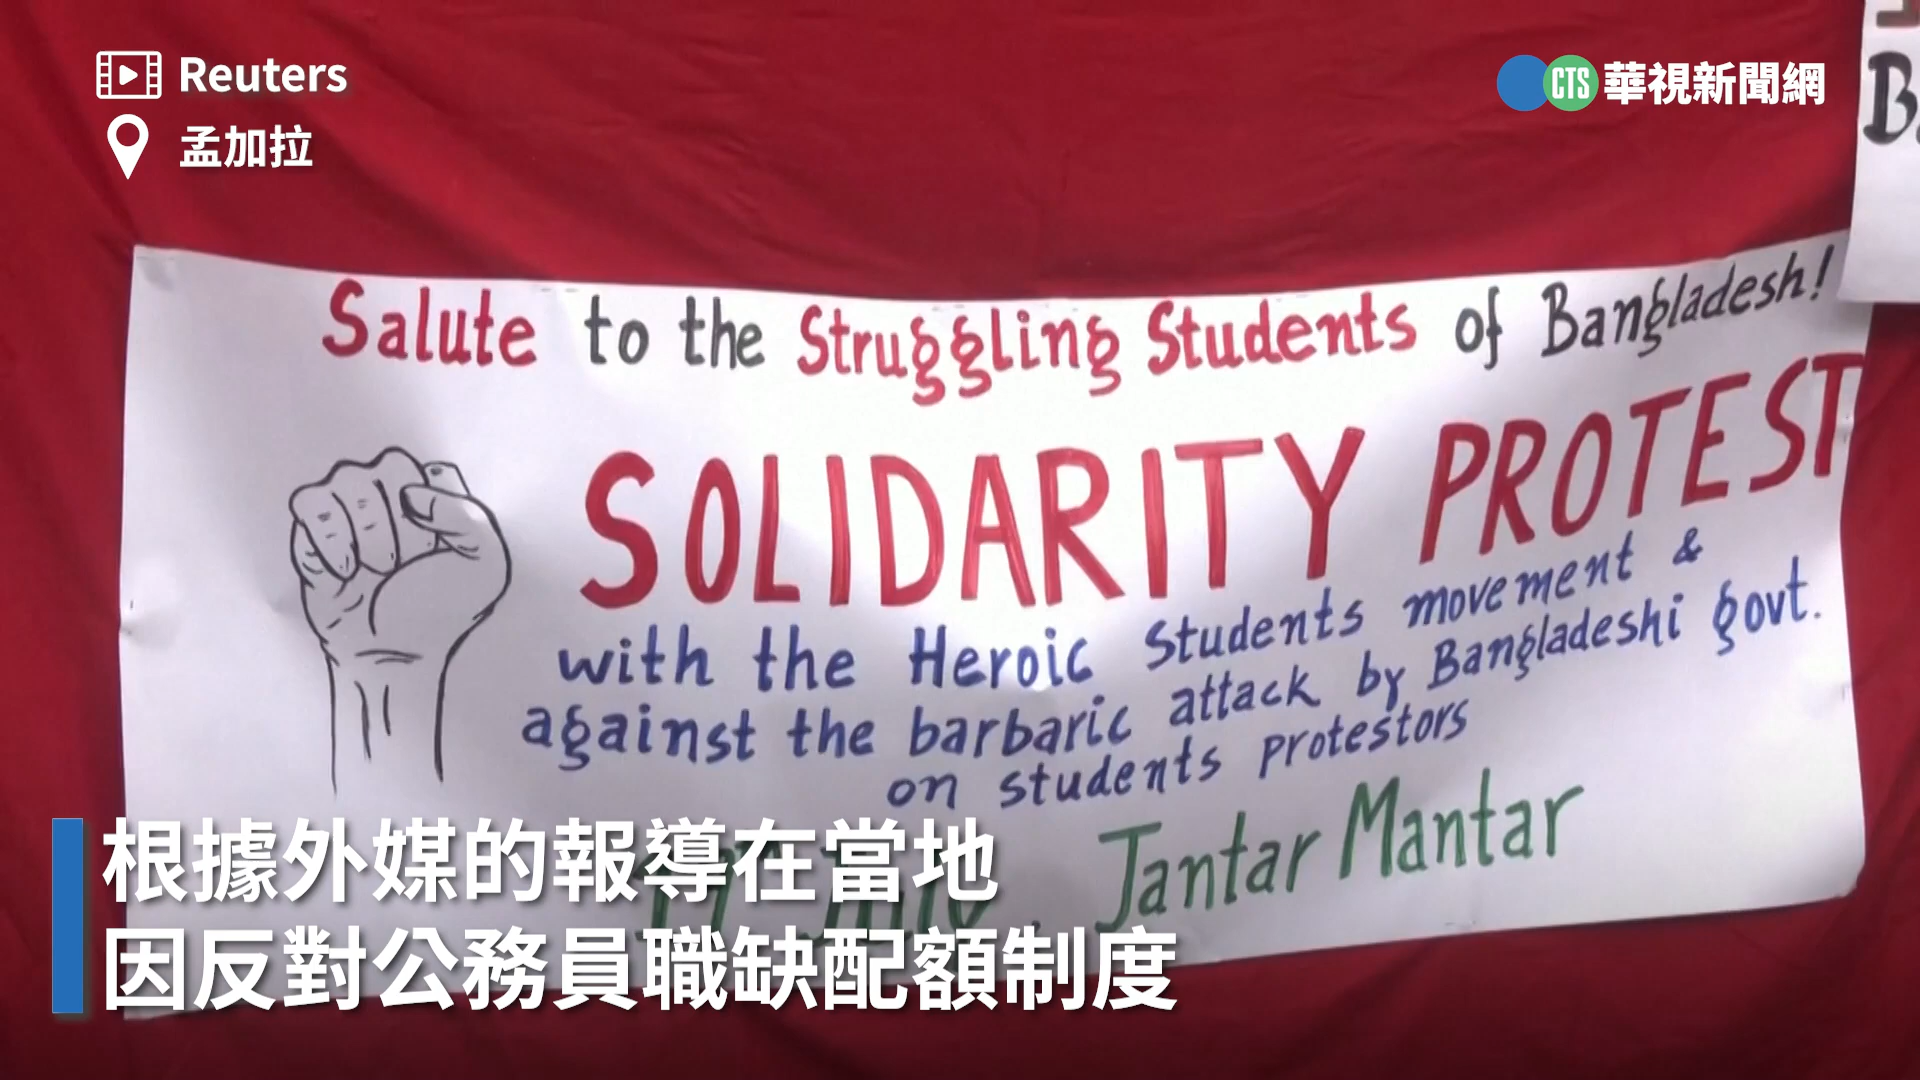 Reuters
孟加拉
CTS 華視新聞網
B
Salute to the Struggling Students of Bangladesh!
SOLIDARITY PROTEST
with the Heroic Students movement &
against the barbaric attack by Bangladeshi govt.
on students protestors
Jantar Mantar
根據外媒的報導在當地
因反對公務員職缺配額制度